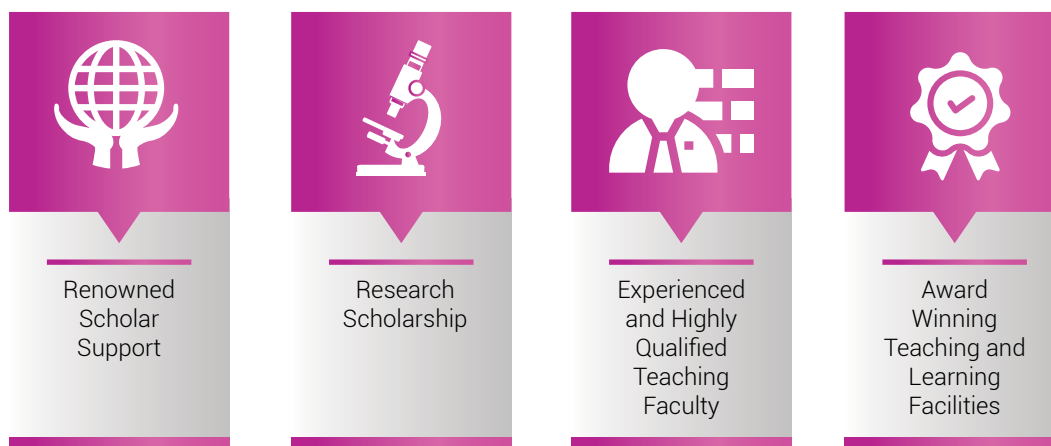 Renowned
Scholar
Support
Research
Scholarship
Experienced
and Highly
Qualified
Teaching
Faculty
Award
Winning
Teaching and
Learning
Facilities